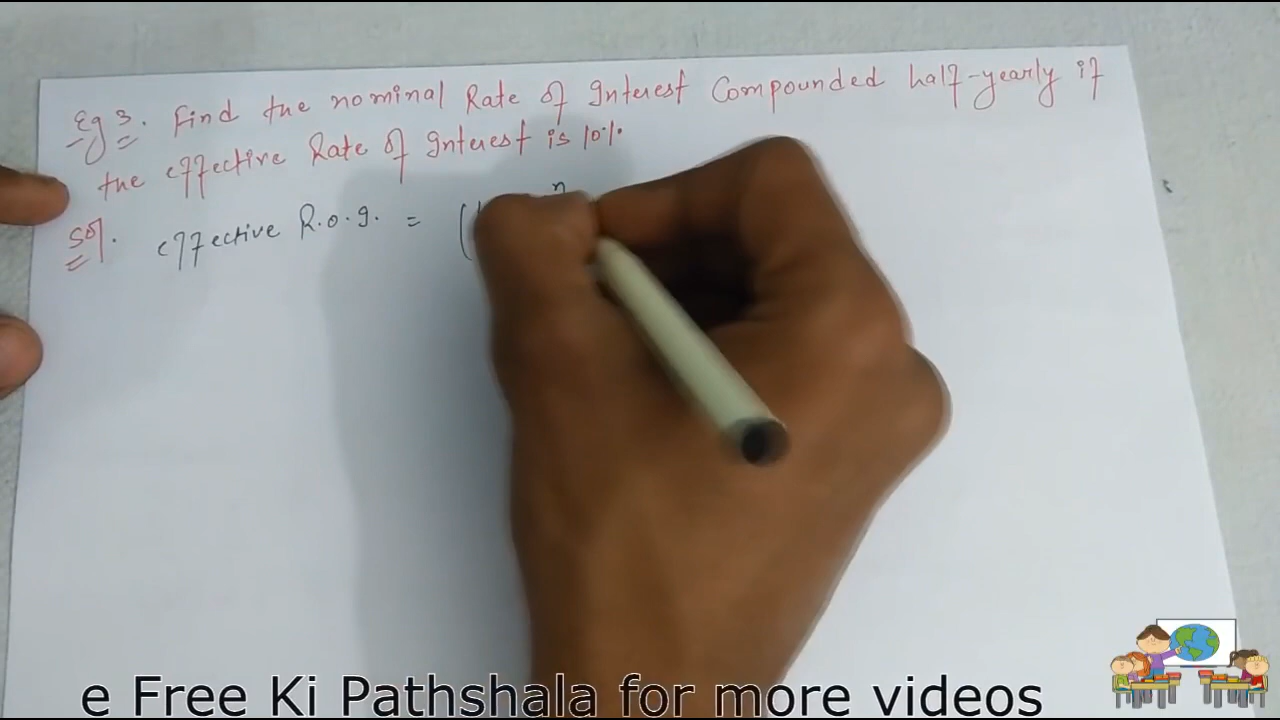 Eg 3. Find the nominal Rate of Interest Compounded half-yearly if
the effective Rate of Interest is 10%.
Sol. effective R.o.I. = (1 n
e Free Ki Pathshala for more videos